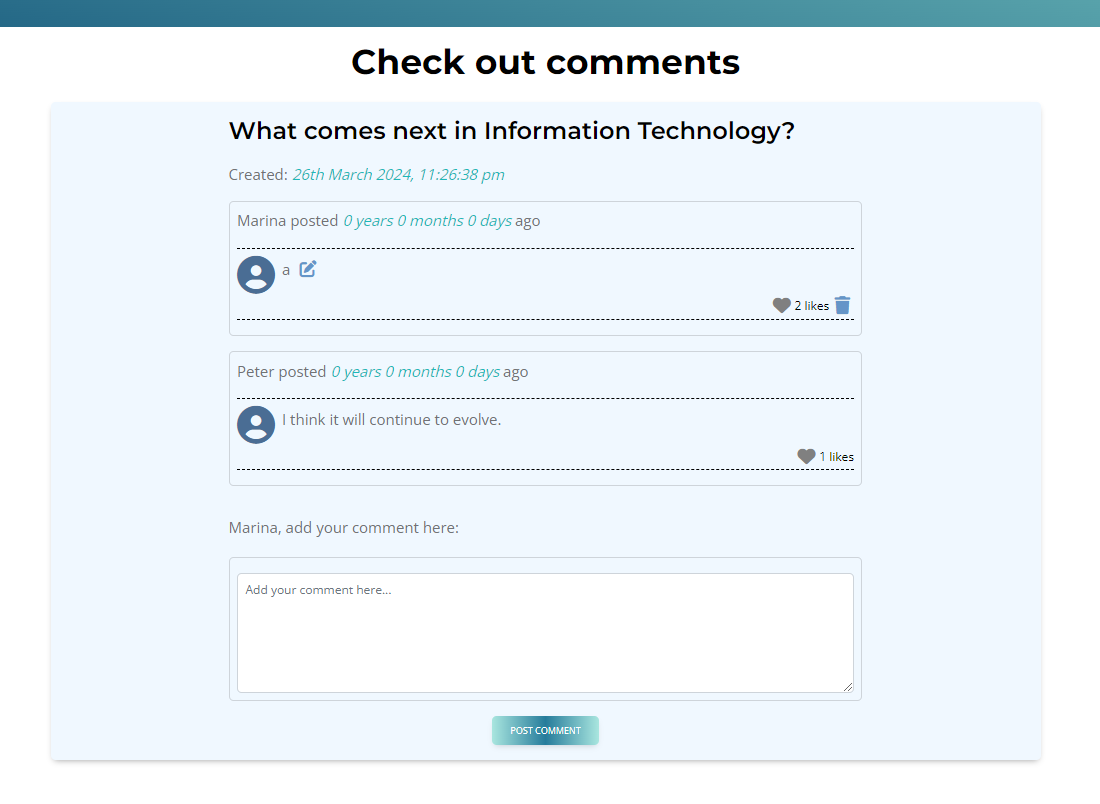 Check out comments
What comes next in Information Technology?
Created: 26th March 2024, 11:26:38 pm
Marina posted 0 years 0 months 0 days ago
a
2 likes
Peter posted 0 years 0 months 0 days ago
I think it will continue to evolve.
1 likes
Marina, add your comment here:
Add your comment here...
POST COMMENT